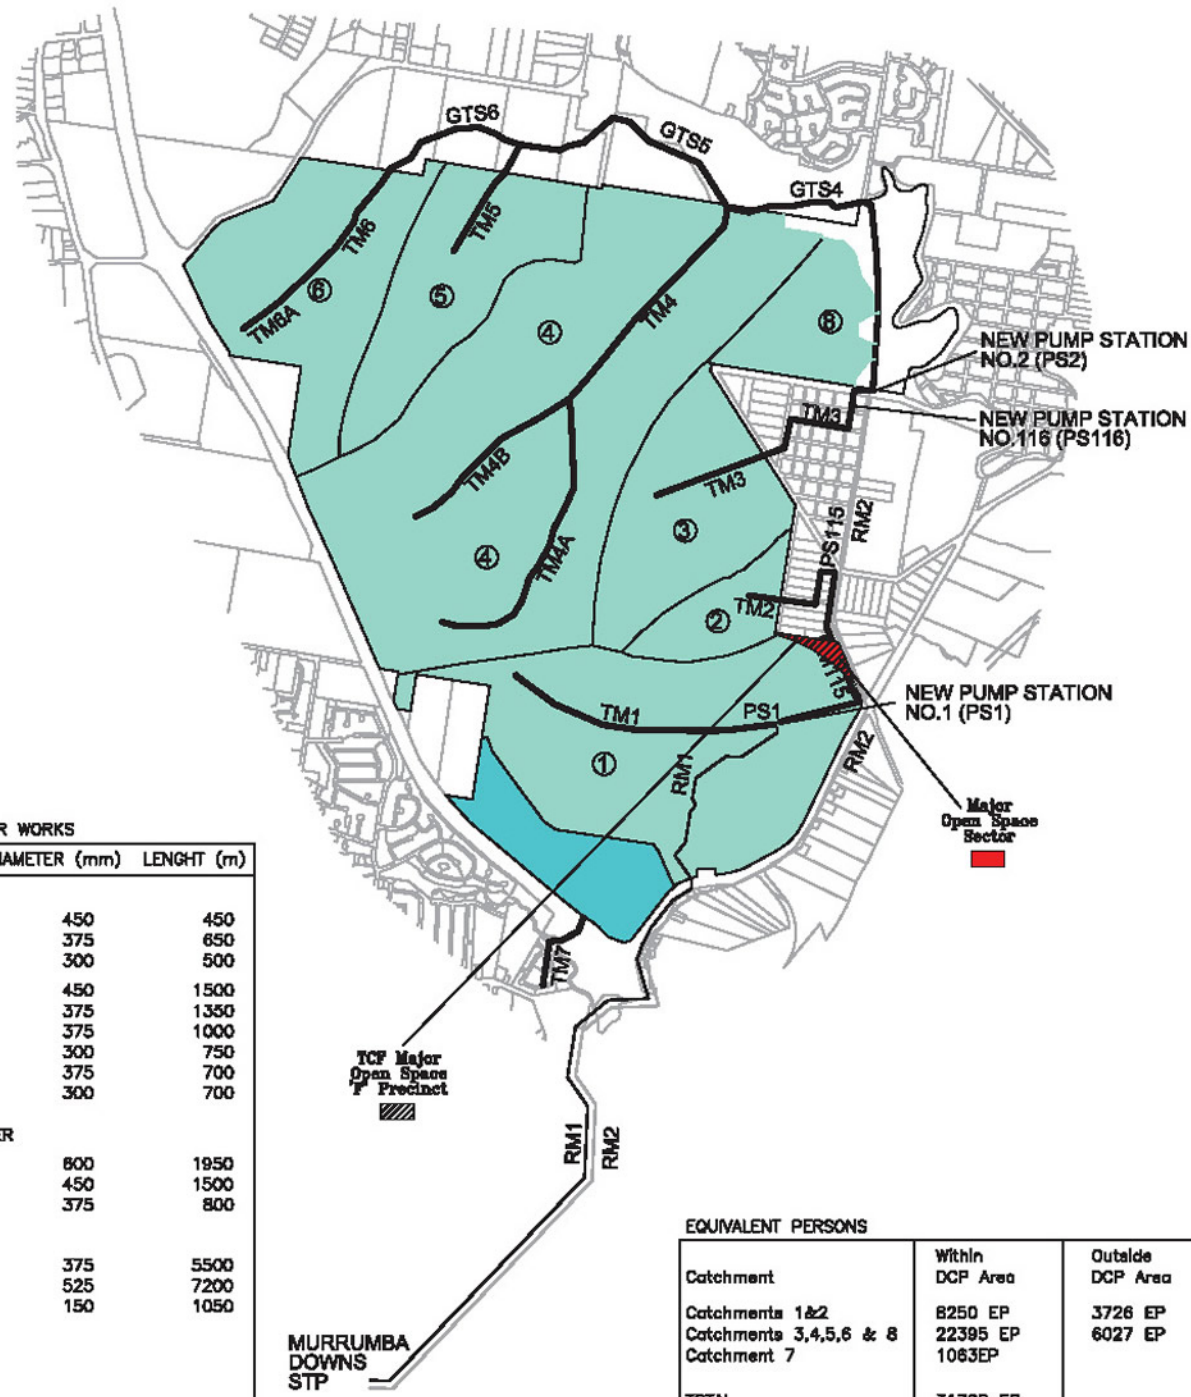 GTS6
GTS5
GTS4
TM6
TM5
TM6A
TM4
⑥
⑤
④
⑧
NEW PUMP STATION
NO.2 (PS2)
TM3
NEW PUMP STATION
NO.116 (PS116)
TM4B
TM3
PS115
RM2
③
④
TM4A
TM2
②
NEW PUMP STATION
NO.1 (PS1)
TM1
PS1
RM1
RM2
①
Major
Open Space
Sector
TM7
TCF Major
Open Space
'F' Precinct
RM1
RM2
MURRUMBA
DOWNS
STP
R WORKS
IAMETER (mm) LENGHT (m)
450 450
375 650
300 500
450 1500
375 1350
375 1000
300 750
375 700
300 700
ER
600 1950
450 1500
375 800
375 5500
525 7200
150 1050
EQUIVALENT PERSONS
Catchment Within DCP Area Outside DCP Area
Catchments 1&2 8250 EP 3726 EP
Catchments 3,4,5,6 & 8 22395 EP 6027 EP
Catchment 7 1063EP